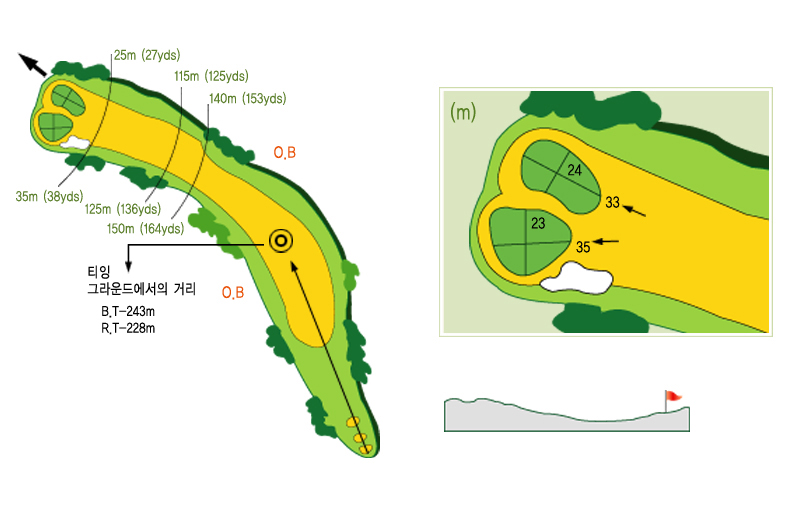 25m (27yds)
115m (125yds)
140m (153yds)
O,B
35m (38yds)
125m (136yds)
150m (164yds)
티잉
그라운드에서의 거리
B,T-243m
R,T-228m
O,B
(m)
24
33
23
35